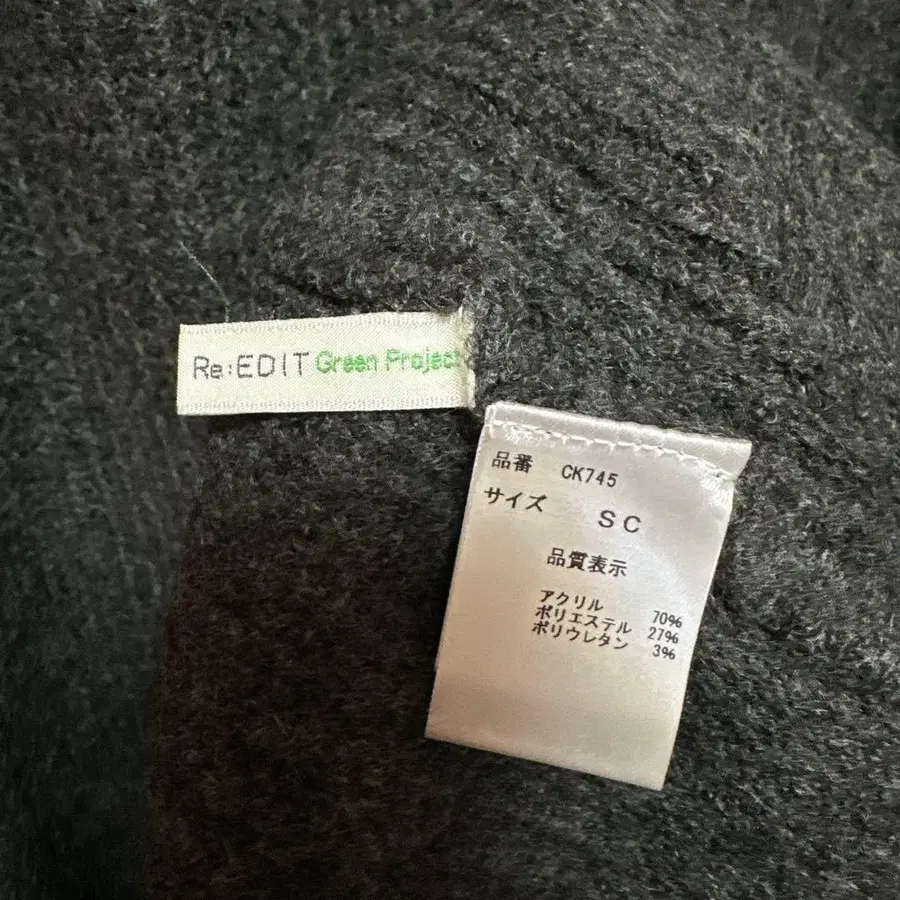 Re:EDIT Green Project
品番 CK745
サイズ SC
品質表示
アクリル 70%
ポリエステル 27%
ポリウレタン 3%